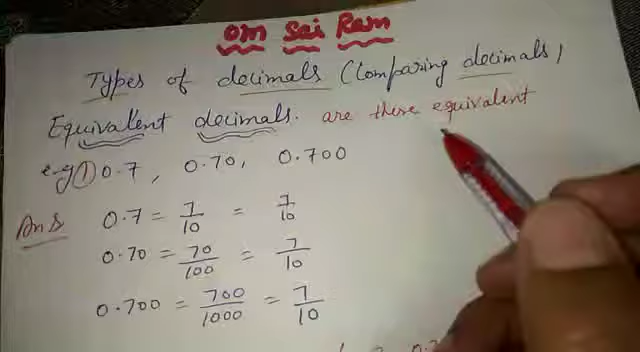 Om Sai Ram
Types of decimals (Comparing decimals)
Equivalent decimals. are these equivalent
e.g ① 0.7, 0.70, 0.700
Ans 0.7 = 7/10 = 7/10
0.70 = 70/100 = 7/10
0.700 = 700/1000 = 7/10